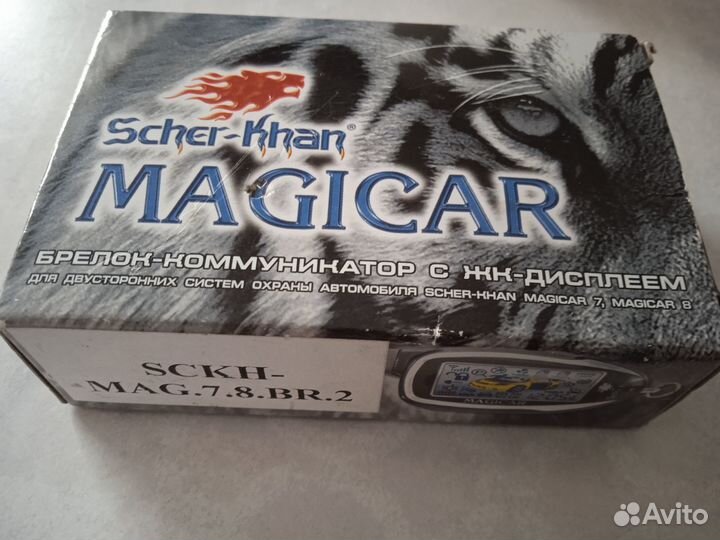 Scher-Khan®
MAGICAR
БРЕЛОК-КОММУНИКАТОР С ЖК-ДИСПЛЕЕМ
ДЛЯ ДВУСТОРОННИХ СИСТЕМ ОХРАНЫ АВТОМОБИЛЯ SCHER-KHAN MAGICAR 7, MAGICAR 8
SCKH-
MAG.7.8.BR.2
MAGICAR
Avito